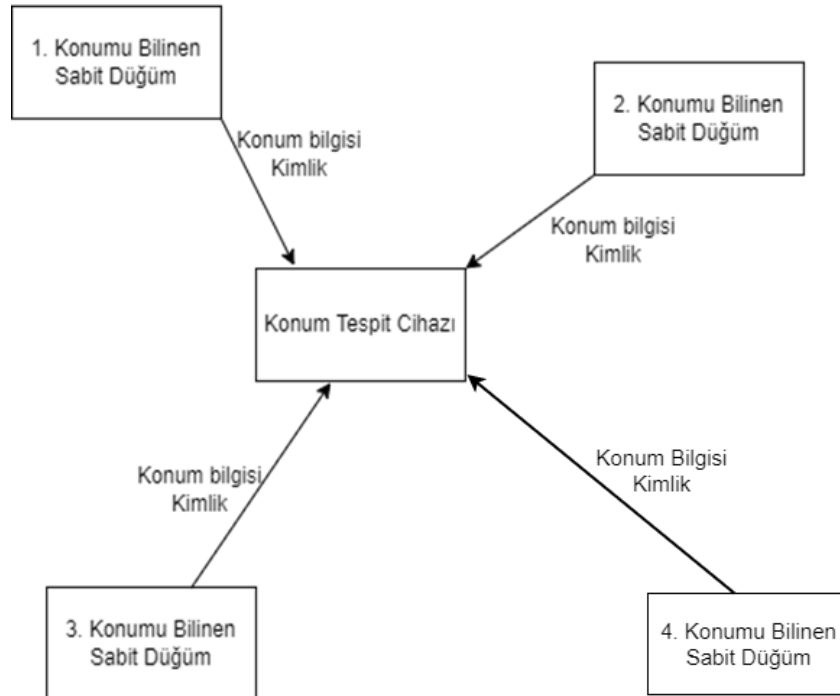 1. Konumu Bilinen
Sabit Düğüm
2. Konumu Bilinen
Sabit Düğüm
Konum bilgisi
Kimlik
Konum bilgisi
Kimlik
Konum Tespit Cihazı
Konum bilgisi
Kimlik
Konum Bilgisi
Kimlik
3. Konumu Bilinen
Sabit Düğüm
4. Konumu Bilinen
Sabit Düğüm